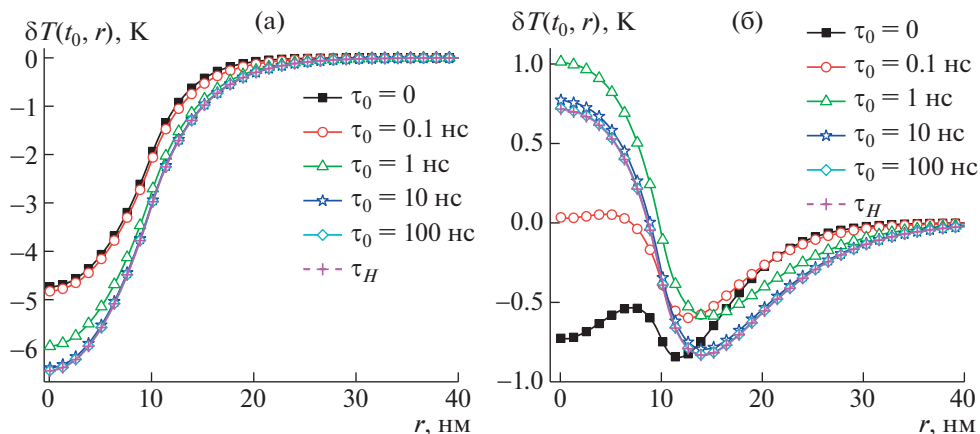 (а)
δT(t₀, r), К
0
−1
−2
−3
−4
−5
−6
0 10 20 30 40
r, нм
τ₀ = 0
τ₀ = 0.1 нс
τ₀ = 1 нс
τ₀ = 10 нс
τ₀ = 100 нс
τ_H
(б)
δT(t₀, r), К
1.0
0.5
0.0
−0.5
−1.0
0 10 20 30 40
r, нм
τ₀ = 0
τ₀ = 0.1 нс
τ₀ = 1 нс
τ₀ = 10 нс
τ₀ = 100 нс
τ_H